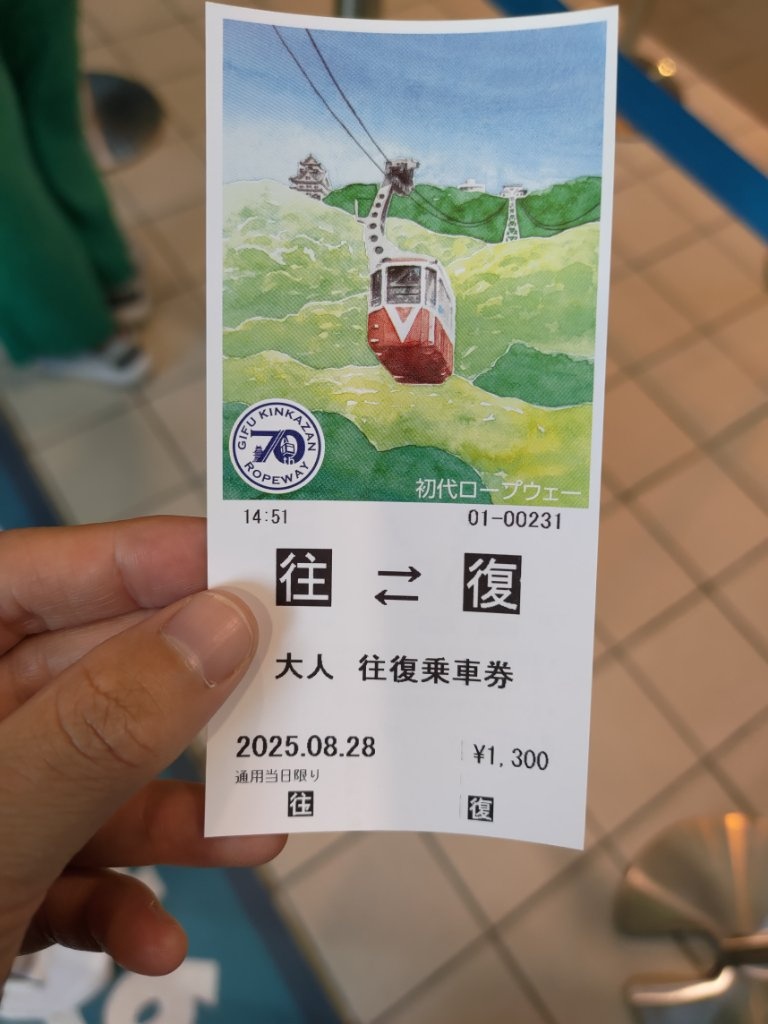 GIFU KINKAZAN
70
ROPEWAY
初代ロープウェー
14:51 01-00231
往 ⇄ 復
大人 往復乗車券
2025.08.28 ¥1,300
通用当日限り
往 復